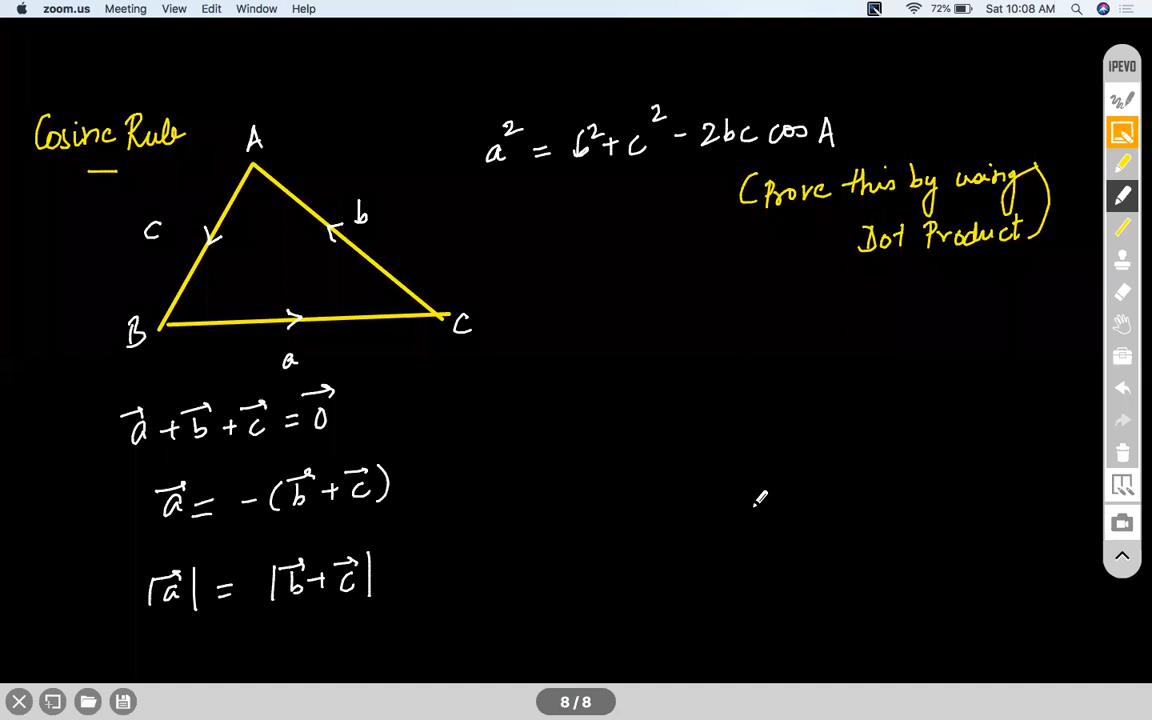 zoom.us Meeting View Edit Window Help 72% Sat 10:08 AM
IPEVO
Cosine Rule
A
a² = b² + c² - 2bc cos A
(Prove this by using
Dot Product)
c
b
B
C
a
a⃗ + b⃗ + c⃗ = 0⃗
a⃗ = -(b⃗ + c⃗)
|a⃗| = |b⃗ + c⃗|
8/8